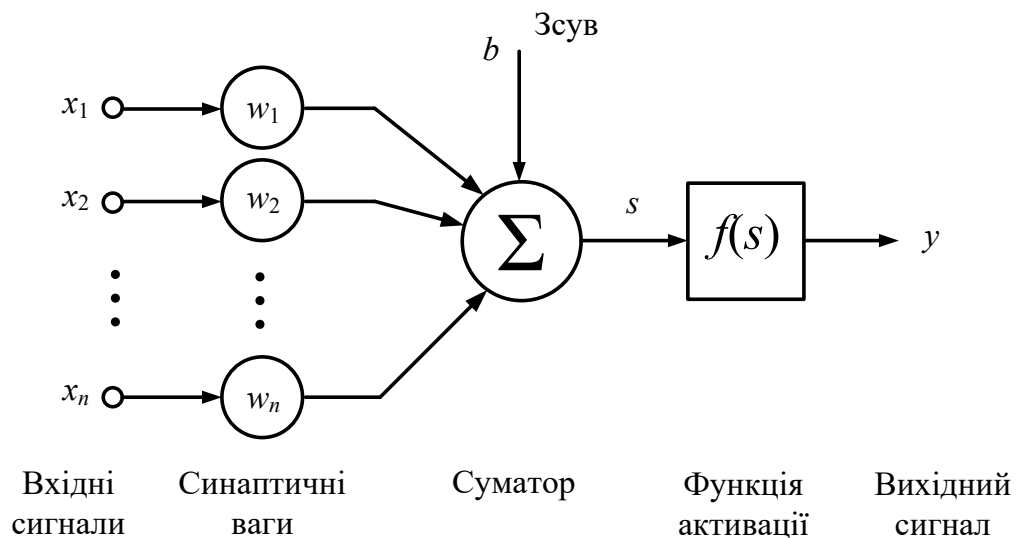 Зсув
b
x1
w1
x2
w2
s
Σ
f(s)
y
xn
wn
Вхідні
сигнали
Синаптичні
ваги
Суматор
Функція
активації
Вихідний
сигнал